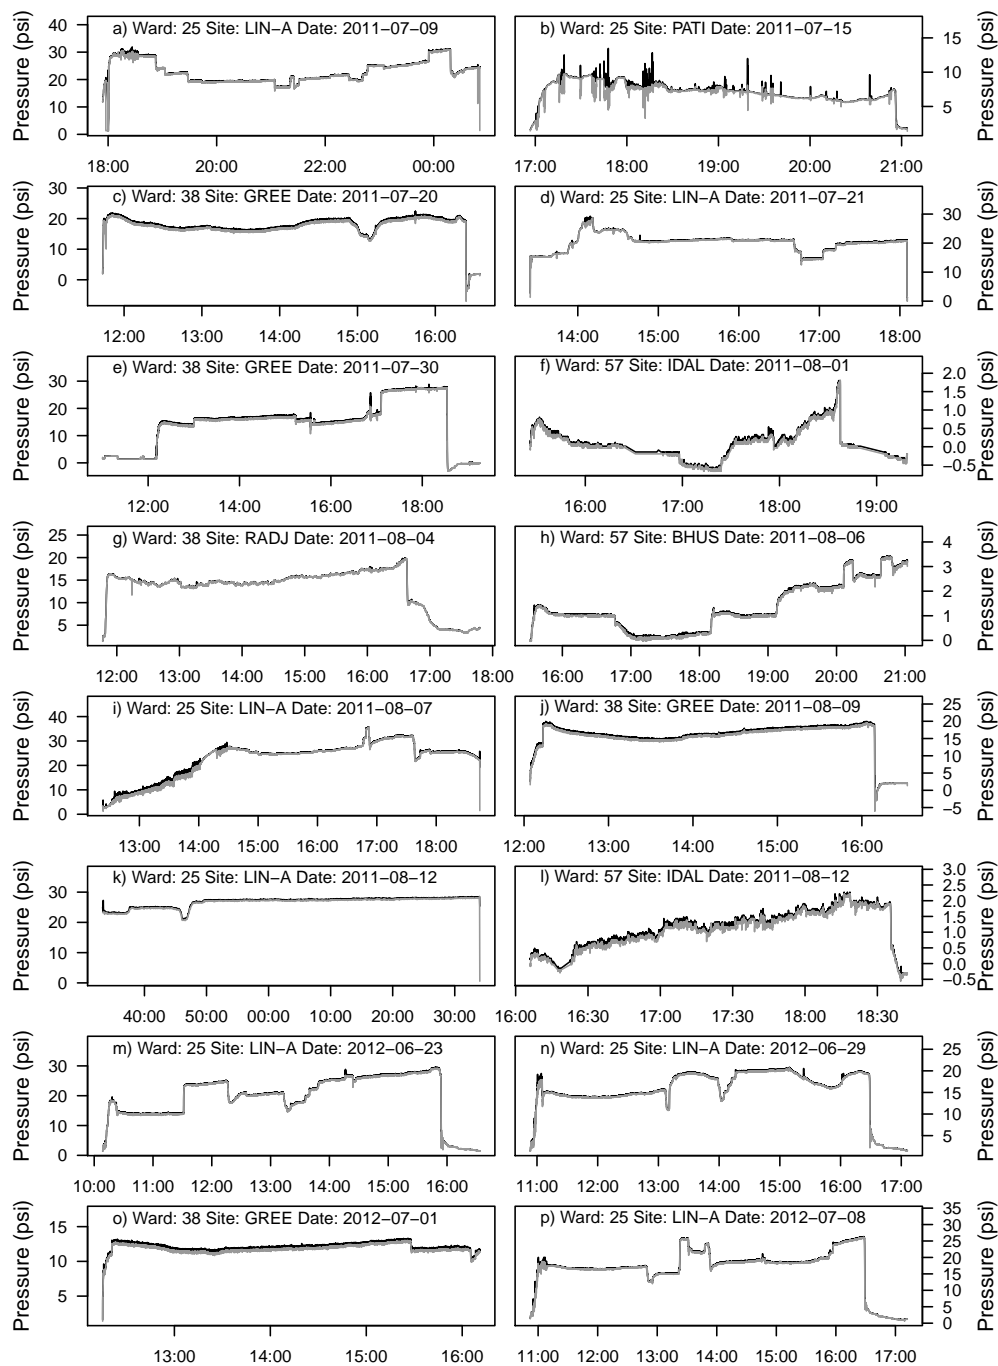 a) Ward: 25 Site: LIN−A Date: 2011−07−09
Pressure (psi)
0 10 20 30 40
18:00 20:00 22:00 00:00
b) Ward: 25 Site: PATI Date: 2011−07−15
Pressure (psi)
5 10 15
17:00 18:00 19:00 20:00 21:00
c) Ward: 38 Site: GREE Date: 2011−07−20
Pressure (psi)
0 10 20 30
12:00 13:00 14:00 15:00 16:00
d) Ward: 25 Site: LIN−A Date: 2011−07−21
Pressure (psi)
0 10 20 30
14:00 15:00 16:00 17:00 18:00
e) Ward: 38 Site: GREE Date: 2011−07−30
Pressure (psi)
0 10 20 30
12:00 14:00 16:00 18:00
f) Ward: 57 Site: IDAL Date: 2011−08−01
Pressure (psi)
−0.5 0.0 0.5 1.0 1.5 2.0
16:00 17:00 18:00 19:00
g) Ward: 38 Site: RADJ Date: 2011−08−04
Pressure (psi)
5 10 15 20 25
12:00 13:00 14:00 15:00 16:00 17:00 18:00
h) Ward: 57 Site: BHUS Date: 2011−08−06
Pressure (psi)
0 1 2 3 4
16:00 17:00 18:00 19:00 20:00 21:00
i) Ward: 25 Site: LIN−A Date: 2011−08−07
Pressure (psi)
0 10 20 30 40
13:00 14:00 15:00 16:00 17:00 18:00
j) Ward: 38 Site: GREE Date: 2011−08−09
Pressure (psi)
−5 0 5 10 15 20 25
12:00 13:00 14:00 15:00 16:00
k) Ward: 25 Site: LIN−A Date: 2011−08−12
Pressure (psi)
0 10 20 30
40:00 50:00 00:00 10:00 20:00 30:00
l) Ward: 57 Site: IDAL Date: 2011−08−12
Pressure (psi)
−0.5 0.0 0.5 1.0 1.5 2.0 2.5 3.0
16:00 16:30 17:00 17:30 18:00 18:30
m) Ward: 25 Site: LIN−A Date: 2012−06−23
Pressure (psi)
0 10 20 30
10:00 11:00 12:00 13:00 14:00 15:00 16:00
n) Ward: 25 Site: LIN−A Date: 2012−06−29
Pressure (psi)
5 10 15 20 25
11:00 12:00 13:00 14:00 15:00 16:00 17:00
o) Ward: 38 Site: GREE Date: 2012−07−01
Pressure (psi)
5 10 15
13:00 14:00 15:00 16:00
p) Ward: 25 Site: LIN−A Date: 2012−07−08
Pressure (psi)
0 5 10 15 20 25 30 35
11:00 12:00 13:00 14:00 15:00 16:00 17:00